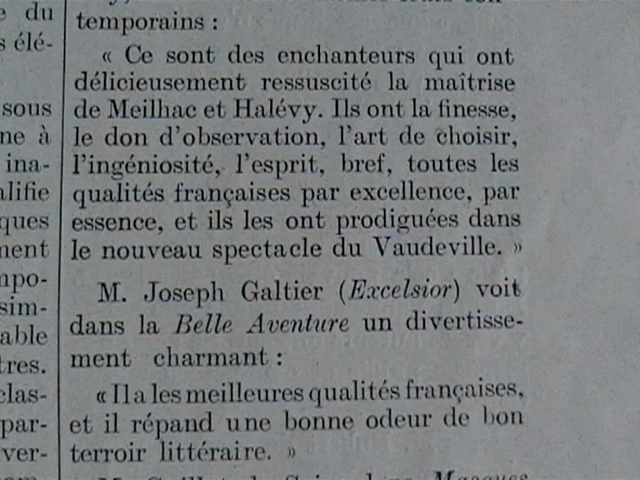 e du
s élé-
sous
ne à
ina-
alifie
ques
ment
mpo-
sim-
able
tres.
clas-
par-
ver-
temporains :
« Ce sont des enchanteurs qui ont
délicieusement ressuscité la maîtrise
de Meilhac et Halévy. Ils ont la finesse,
le don d'observation, l'art de choisir,
l'ingéniosité, l'esprit, bref, toutes les
qualités françaises par excellence, par
essence, et ils les ont prodiguées dans
le nouveau spectacle du Vaudeville. »
M. Joseph Galtier (Excelsior) voit
dans la Belle Aventure un divertisse-
ment charmant :
« Il a les meilleures qualités françaises,
et il répand une bonne odeur de bon
terroir littéraire. »